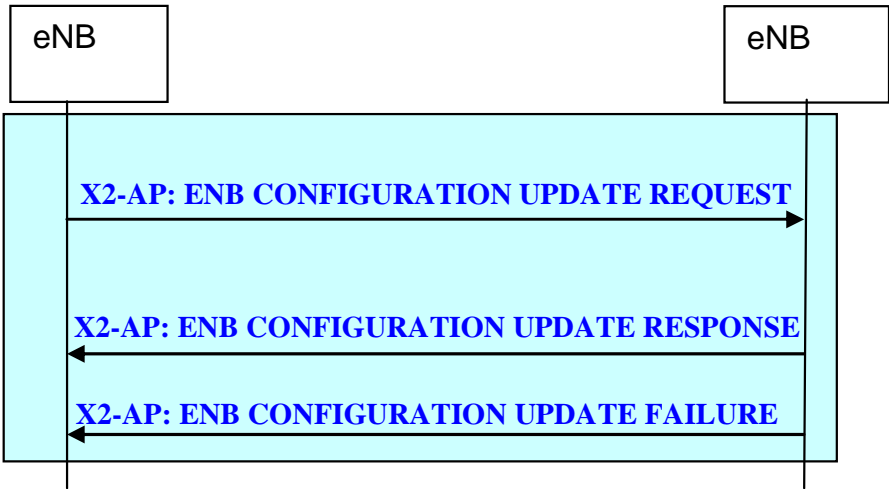 eNB
eNB
X2-AP: ENB CONFIGURATION UPDATE REQUEST
X2-AP: ENB CONFIGURATION UPDATE RESPONSE
X2-AP: ENB CONFIGURATION UPDATE FAILURE